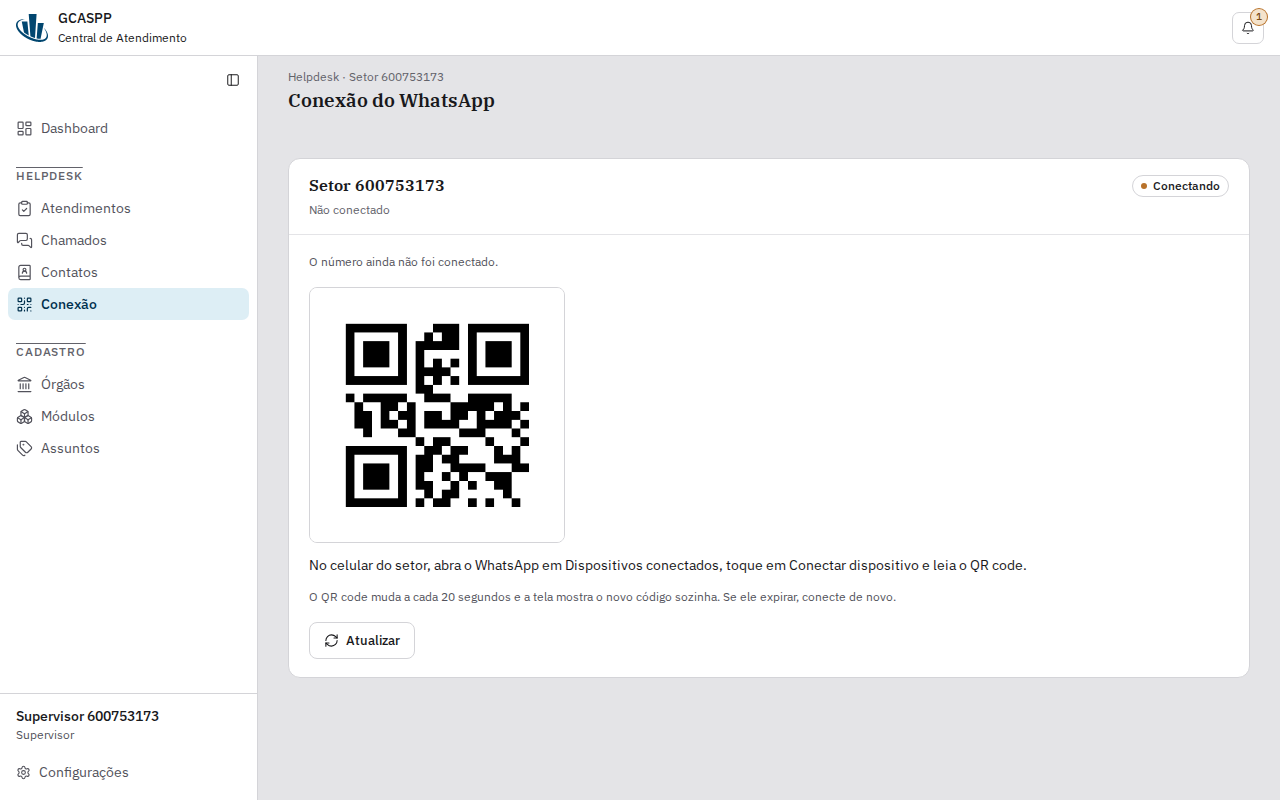 GCASPP
Central de Atendimento
1
Dashboard
HELPDESK
Atendimentos
Chamados
Contatos
Conexão
CADASTRO
Órgãos
Módulos
Assuntos
Supervisor 600753173
Supervisor
Configurações
Helpdesk · Setor 600753173
Conexão do WhatsApp
Setor 600753173
Conectando
Não conectado
O número ainda não foi conectado.
No celular do setor, abra o WhatsApp em Dispositivos conectados, toque em Conectar dispositivo e leia o QR code.
O QR code muda a cada 20 segundos e a tela mostra o novo código sozinha. Se ele expirar, conecte de novo.
Atualizar